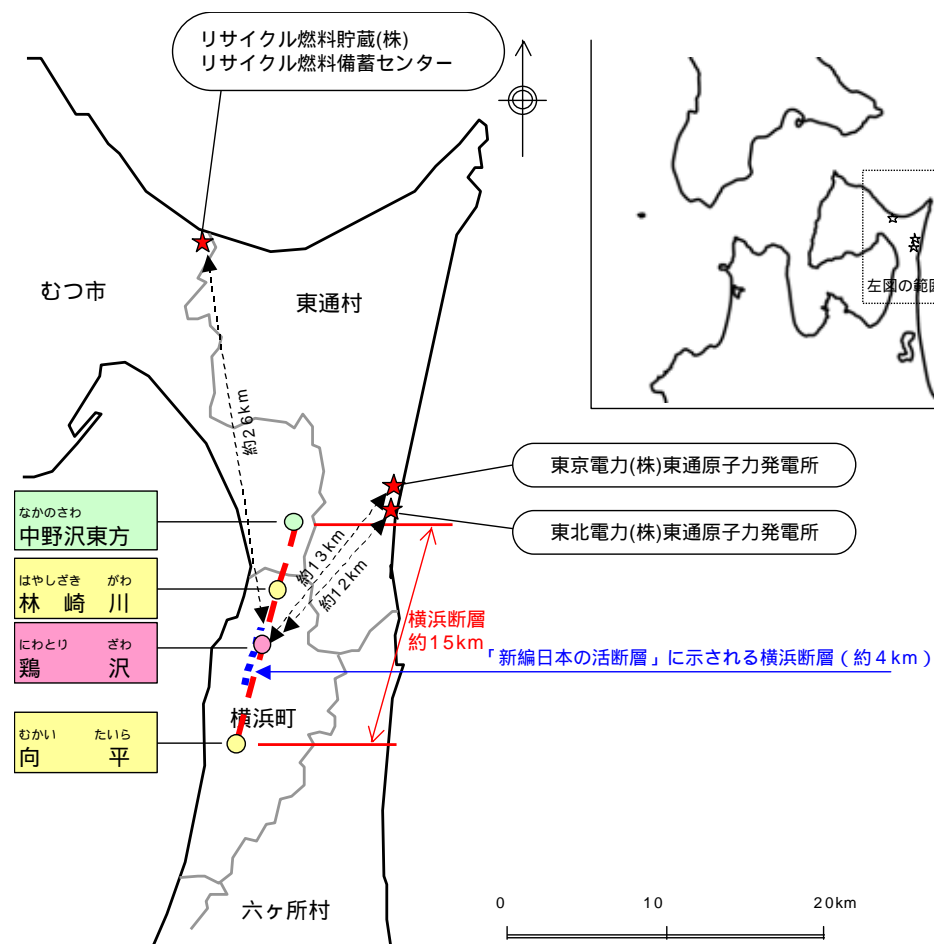 リサイクル燃料貯蔵(株)
リサイクル燃料備蓄センター
むつ市
東通村
左図の範囲
約26km
東京電力(株)東通原子力発電所
東北電力(株)東通原子力発電所
なかのさわ
中野沢東方
はやしざき がわ
林崎川
にわとり ざわ
鶏沢
むかい たいら
向平
約13km
約12km
横浜断層
約15km
「新編日本の活断層」に示される横浜断層(約4km)
横浜町
六ヶ所村
0 10 20km